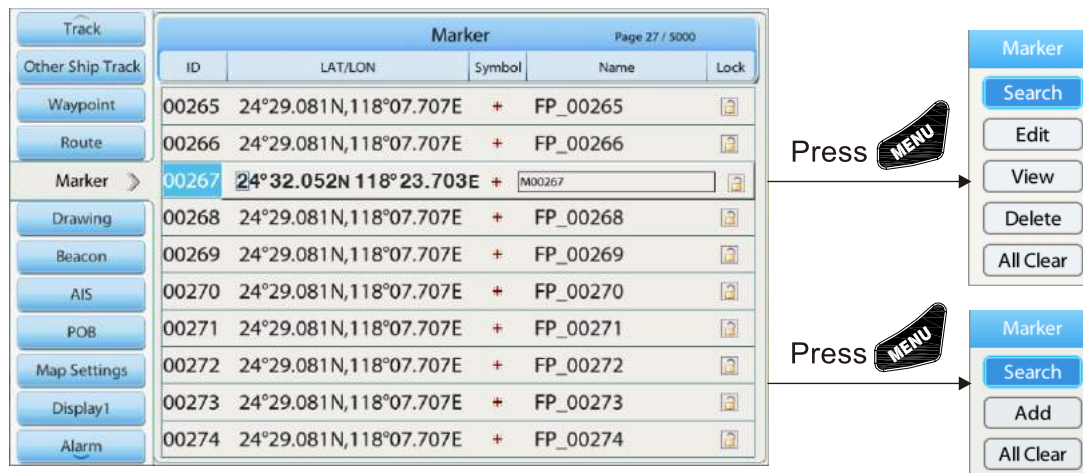 Track
Other Ship Track
Waypoint
Route
Marker
Drawing
Beacon
AIS
POB
Map Settings
Display1
Alarm
Marker Page 27 / 5000
ID LAT/LON Symbol Name Lock
00265 24°29.081N,118°07.707E + FP_00265
00266 24°29.081N,118°07.707E + FP_00266
00267 24°32.052N 118°23.703E + M00267
00268 24°29.081N,118°07.707E + FP_00268
00269 24°29.081N,118°07.707E + FP_00269
00270 24°29.081N,118°07.707E + FP_00270
00271 24°29.081N,118°07.707E + FP_00271
00272 24°29.081N,118°07.707E + FP_00272
00273 24°29.081N,118°07.707E + FP_00273
00274 24°29.081N,118°07.707E + FP_00274
Press MENU
Marker
Search
Edit
View
Delete
All Clear
Press MENU
Marker
Search
Add
All Clear